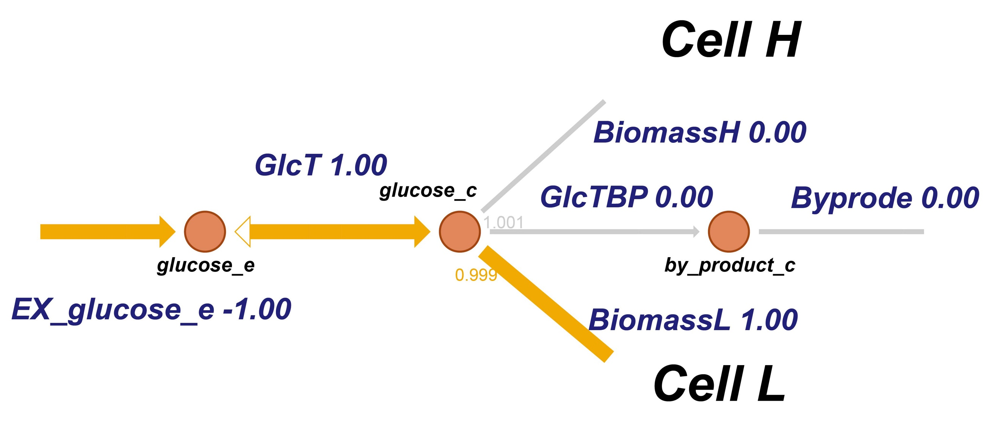 Cell H
BiomassH 0.00
GlcT 1.00
glucose_c
GlcTBP 0.00
Byprode 0.00
1.001
glucose_e
by_product_c
0.999
EX_glucose_e -1.00
BiomassL 1.00
Cell L